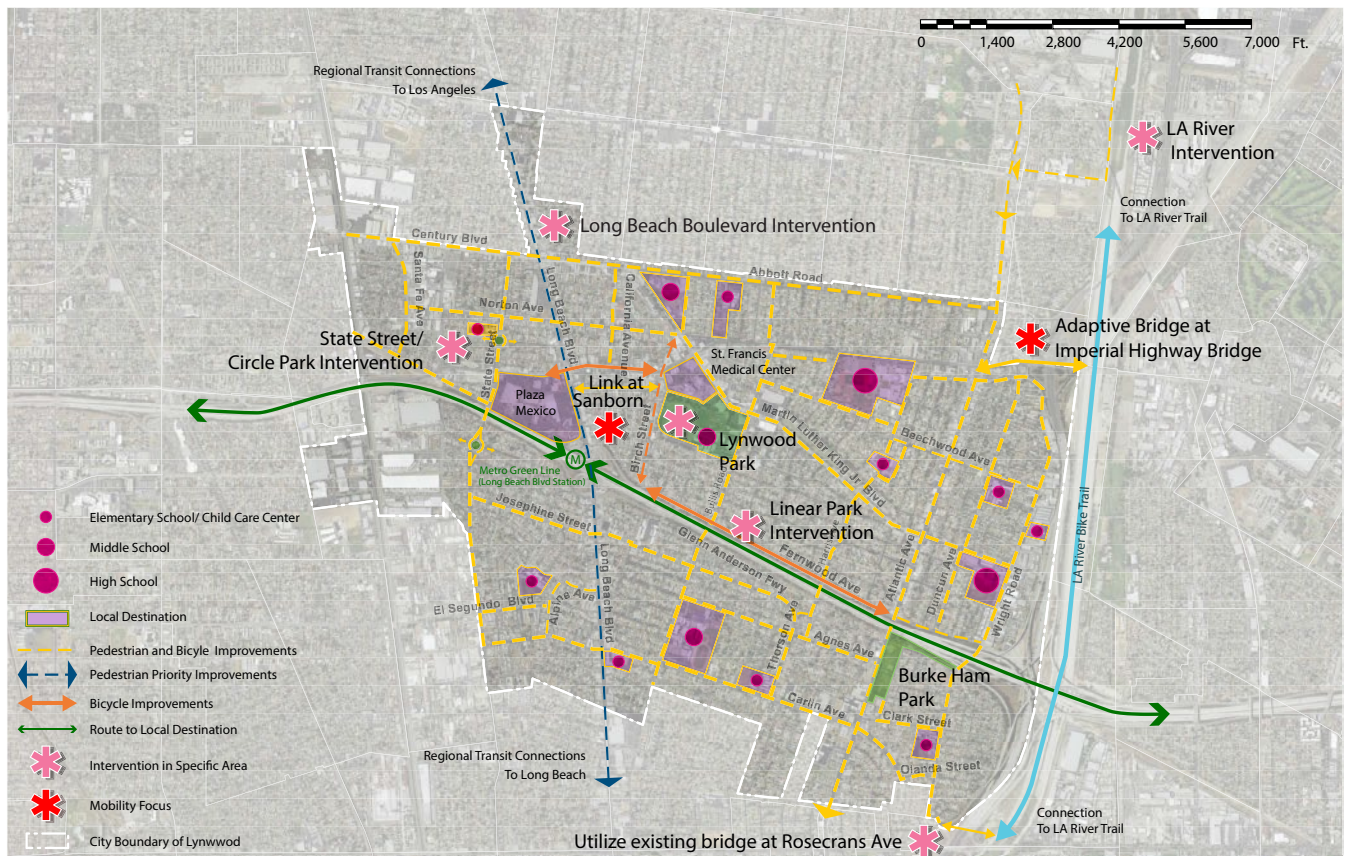 0 1,400 2,800 4,200 5,600 7,000 Ft.
Regional Transit Connections
To Los Angeles
LA River
Intervention
Connection
To LA River Trail
Long Beach Boulevard Intervention
Century Blvd
Abbott Road
Santa Fe Ave
Long Beach Blvd
California Avenue
Norton Ave
State Street
State Street/
Circle Park Intervention
Adaptive Bridge at
Imperial Highway Bridge
St. Francis
Medical Center
Link at
Sanborn
Plaza
Mexico
Birch Street
Lynwood
Park
Martin Luther King Jr. Blvd
Beechwood Ave
M
Metro Green Line
(Long Beach Blvd Station)
Linear Park
Intervention
Josephine Street
Glenn Anderson Fwy
Fernwood Ave
Atlantic Ave
Duncun Ave
Wright Road
LA River Bike Trail
Elementary School/ Child Care Center
Middle School
High School
Local Destination
Pedestrian and Bicyle Improvements
Pedestrian Priority Improvements
Bicycle Improvements
Route to Local Destination
Intervention in Specific Area
Mobility Focus
City Boundary of Lynwwod
El Segundo Blvd
Alpine Ave
Long Beach Blvd
Thorson Ave
Agnes Ave
Carlin Ave
Burke Ham
Park
Clark Street
Olanda Street
Regional Transit Connections
To Long Beach
Connection
To LA River Trail
Utilize existing bridge at Rosecrans Ave